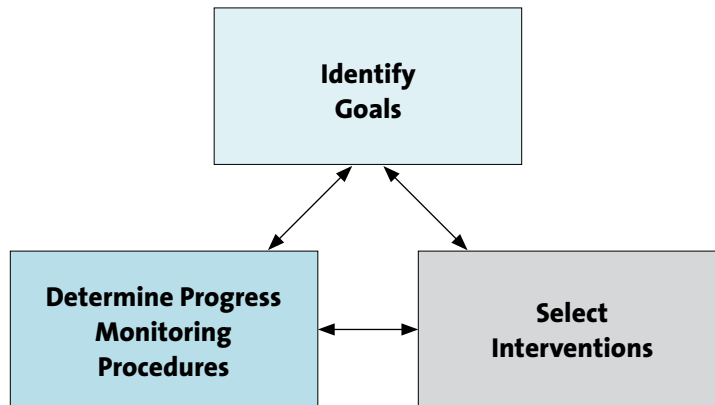 Identify
Goals
Determine Progress
Monitoring
Procedures
Select
Interventions